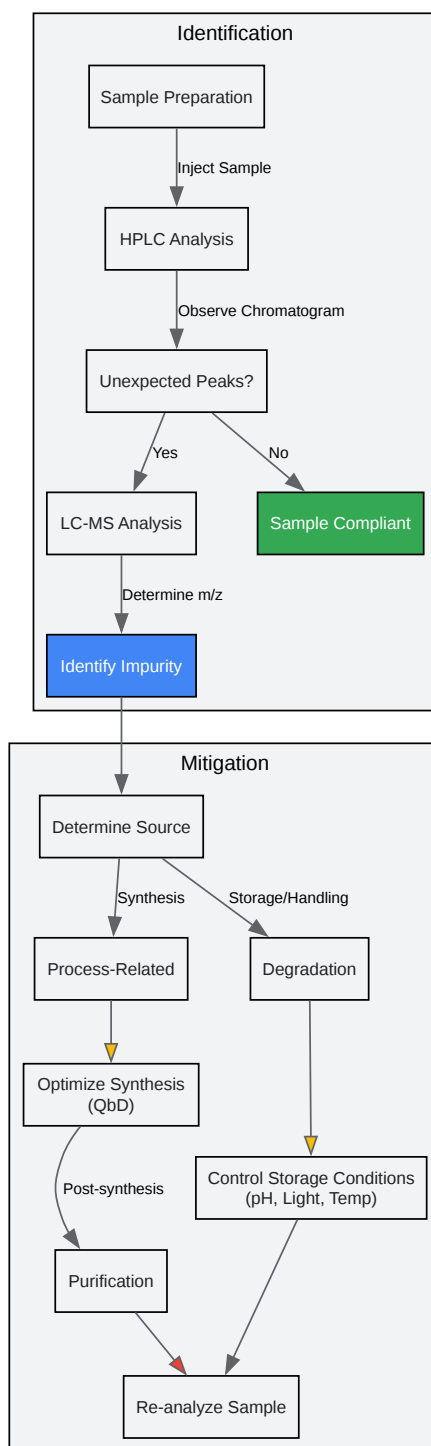 Identification
Sample Preparation
Inject Sample
HPLC Analysis
Observe Chromatogram
Unexpected Peaks?
Yes
No
LC-MS Analysis
Sample Compliant
Determine m/z
Identify Impurity
Mitigation
Determine Source
Synthesis
Storage/Handling
Process-Related
Degradation
Optimize Synthesis
(QbD)
Post-synthesis
Control Storage Conditions
(pH, Light, Temp)
Purification
Re-analyze Sample